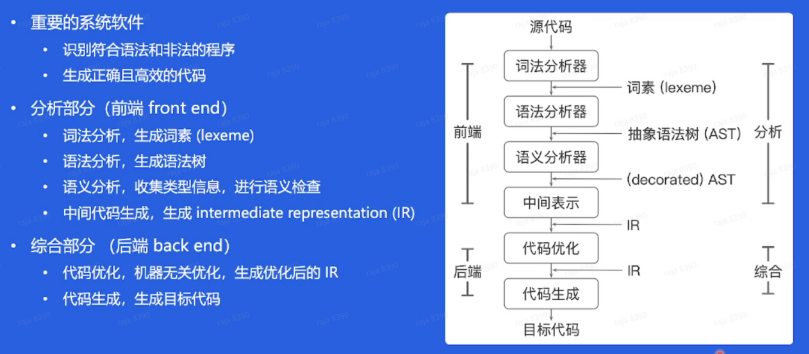 • 重要的系统软件
• 识别符合语法和非法的程序
• 生成正确且高效的代码
• 分析部分（前端 front end）
• 词法分析，生成词素 (lexeme)
• 语法分析，生成语法树
• 语义分析，收集类型信息，进行语义检查
• 中间代码生成，生成 intermediate representation (IR)
• 综合部分 （后端 back end）
• 代码优化，机器无关优化，生成优化后的 IR
• 代码生成，生成目标代码
源代码
词法分析器
词素 (lexeme)
语法分析器
前端
抽象语法树 (AST)
分析
语义分析器
(decorated) AST
中间表示
IR
代码优化
后端
IR
综合
代码生成
目标代码